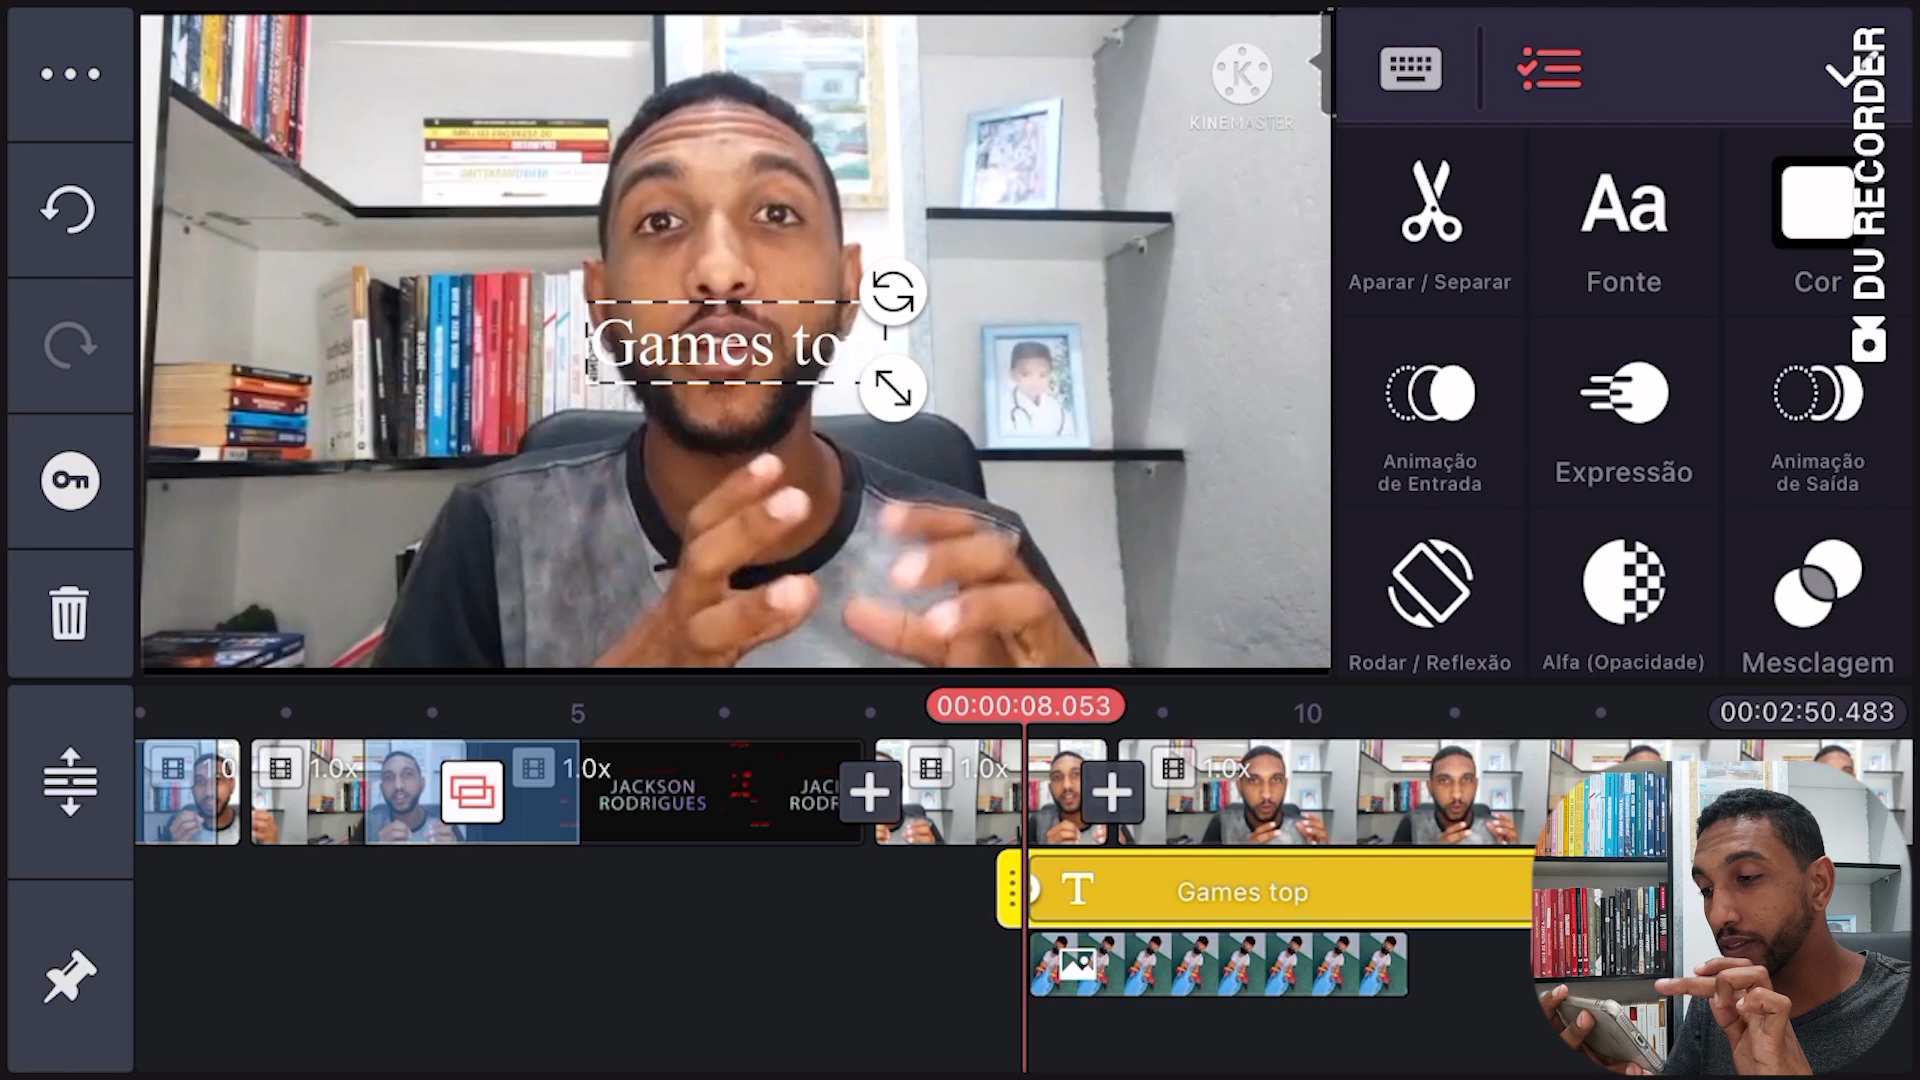 KINEMASTER
Games to
DU RECORDER
Aparar / Separar
Aa
Fonte
Cor
Animação
de Entrada
Expressão
Animação
de Saída
Rodar / Reflexão
Alfa (Opacidade)
Mesclagem
5
00:00:08.053
10
00:02:50.483
1.0x
1.0x
JACKSON
RODRIGUES
1.0x
1.0x
T Games top